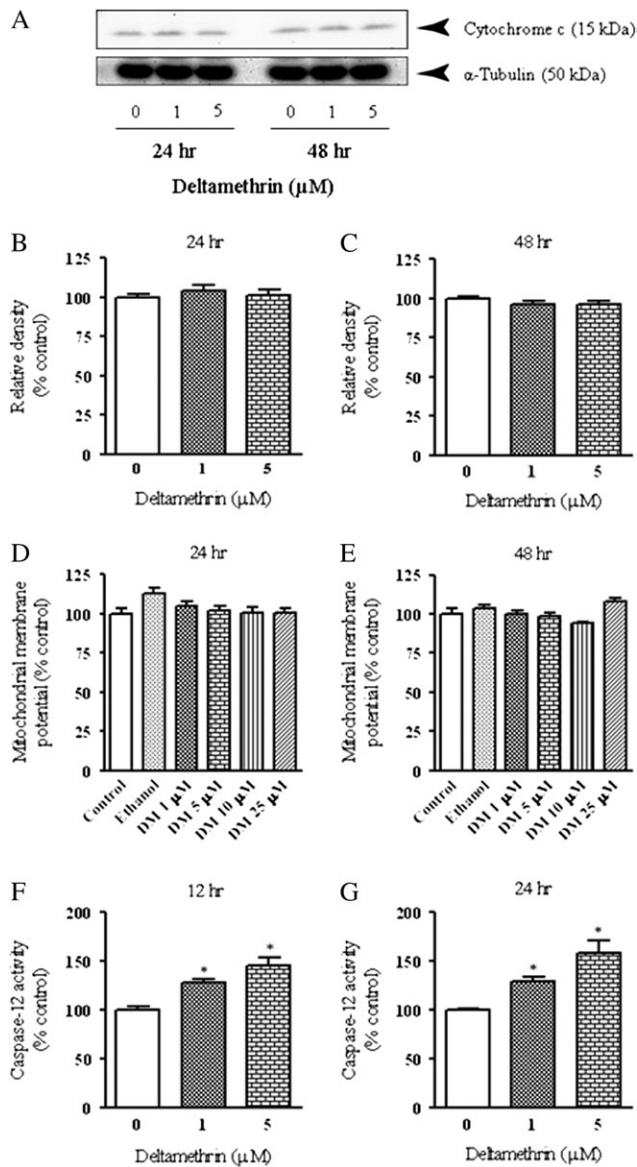 A
Cytochrome c (15 kDa)
α-Tubulin (50 kDa)
0 1 5 0 1 5
24 hr 48 hr
Deltamethrin (µM)
B
24 hr
Relative density
(% control)
125
100
75
50
25
0
0 1 5
Deltamethrin (µM)
C
48 hr
Relative density
(% control)
125
100
75
50
25
0
0 1 5
Deltamethrin (µM)
D
24 hr
Mitochondrial membrane
potential (% control)
125
100
75
50
25
0
Control
Ethanol
DM 1 µM
DM 5 µM
DM 10 µM
DM 25 µM
E
48 hr
Mitochondrial membrane
potential (% control)
125
100
75
50
25
0
Control
Ethanol
DM 1 µM
DM 5 µM
DM 10 µM
DM 25 µM
F
12 hr
Caspase-12 activity
(% control)
200
150
100
50
0
* *
0 1 5
Deltamethrin (µM)
G
24 hr
Caspase-12 activity
(% control)
200
150
100
50
0
* *
0 1 5
Deltamethrin (µM)